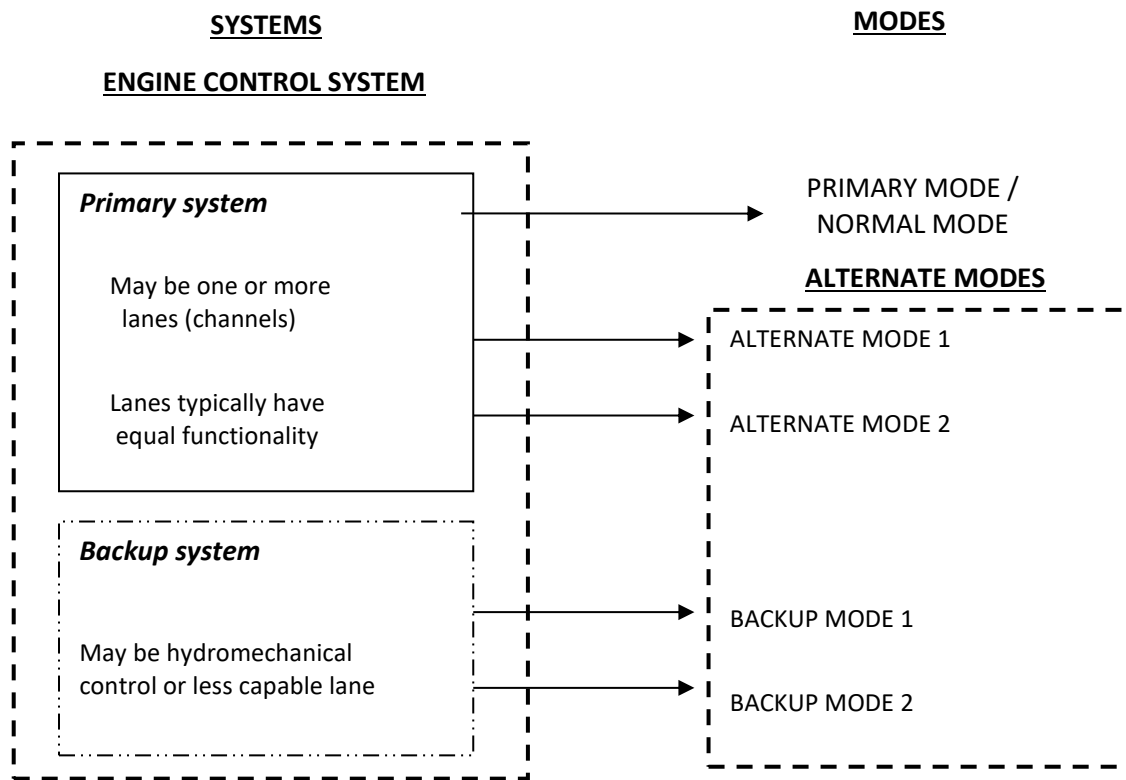 SYSTEMS
MODES
ENGINE CONTROL SYSTEM
Primary system
May be one or more
lanes (channels)
Lanes typically have
equal functionality
Backup system
May be hydromechanical
control or less capable lane
PRIMARY MODE /
NORMAL MODE
ALTERNATE MODES
ALTERNATE MODE 1
ALTERNATE MODE 2
BACKUP MODE 1
BACKUP MODE 2